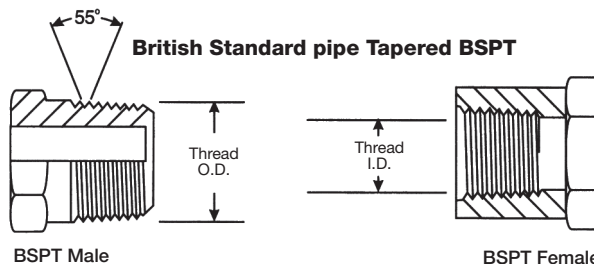 55°
British Standard pipe Tapered BSPT
Thread
O.D.
Thread
I.D.
BSPT Male
BSPT Female